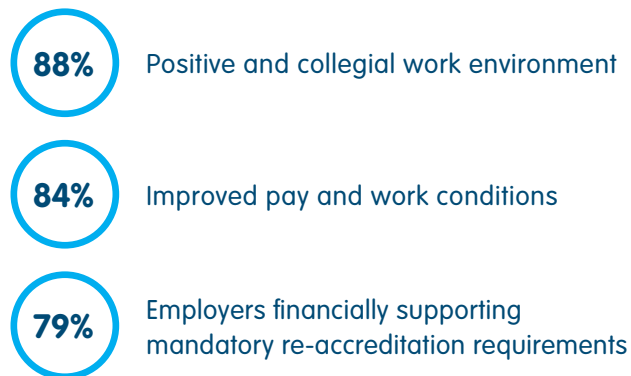 88%
Positive and collegial work environment
84%
Improved pay and work conditions
79%
Employers financially supporting
mandatory re-accreditation requirements